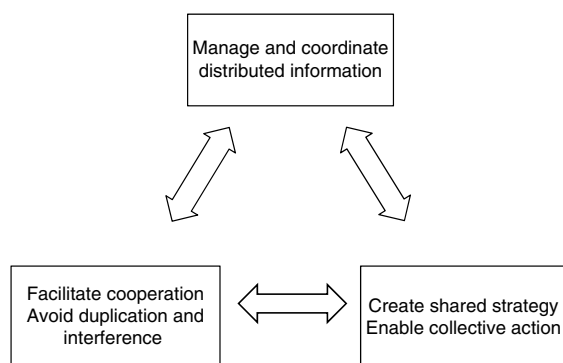 Manage and coordinate
distributed information
Facilitate cooperation
Avoid duplication and
interference
Create shared strategy
Enable collective action